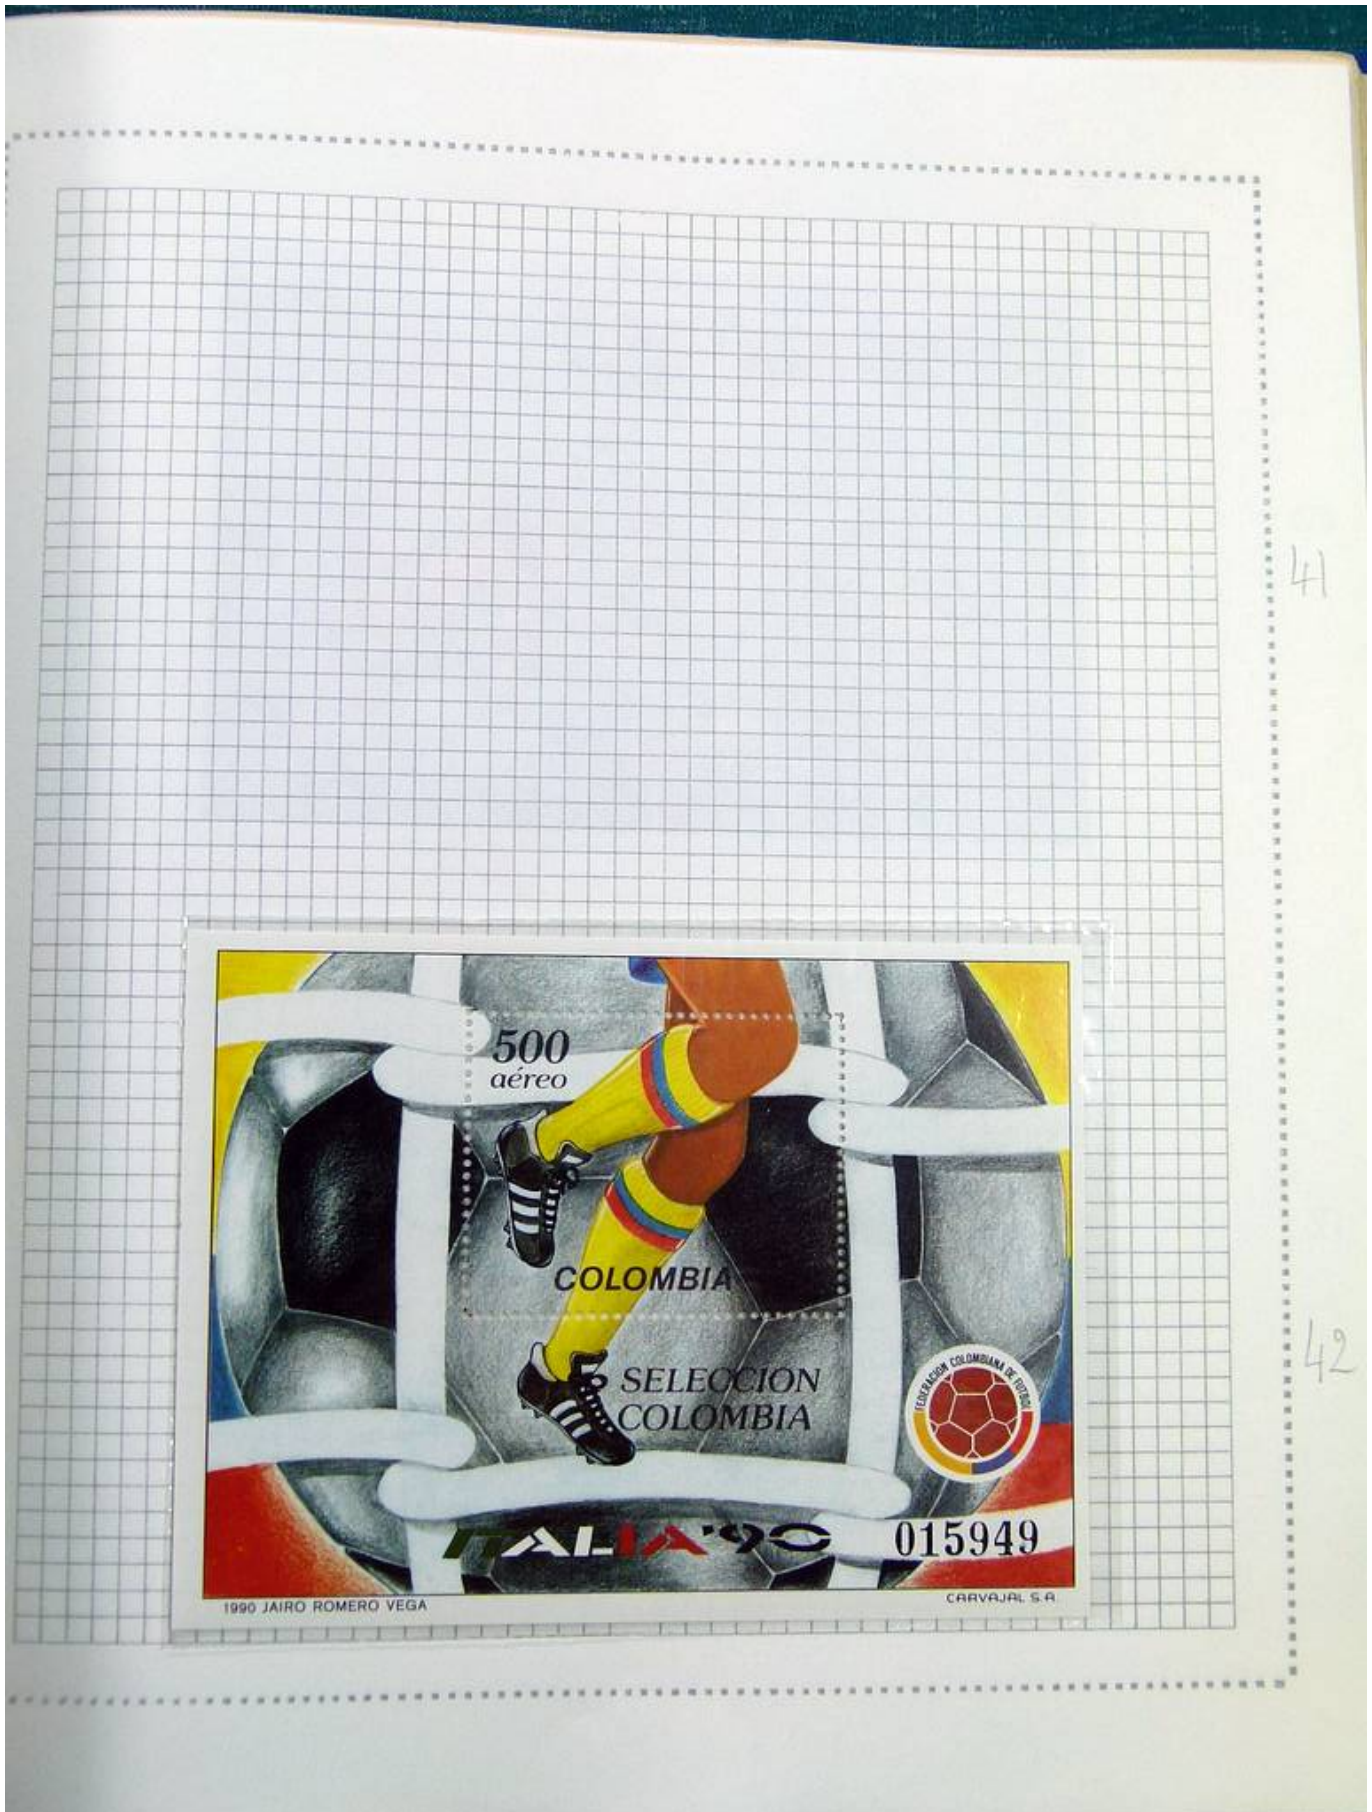 41
500
aéreo
COLOMBIA
SELECCION
COLOMBIA
FEDERACION COLOMBIANA DE FUTBOL
42
ITALIA'90
015949
1990 JAIRO ROMERO VEGA
CARVAJAL S.A.